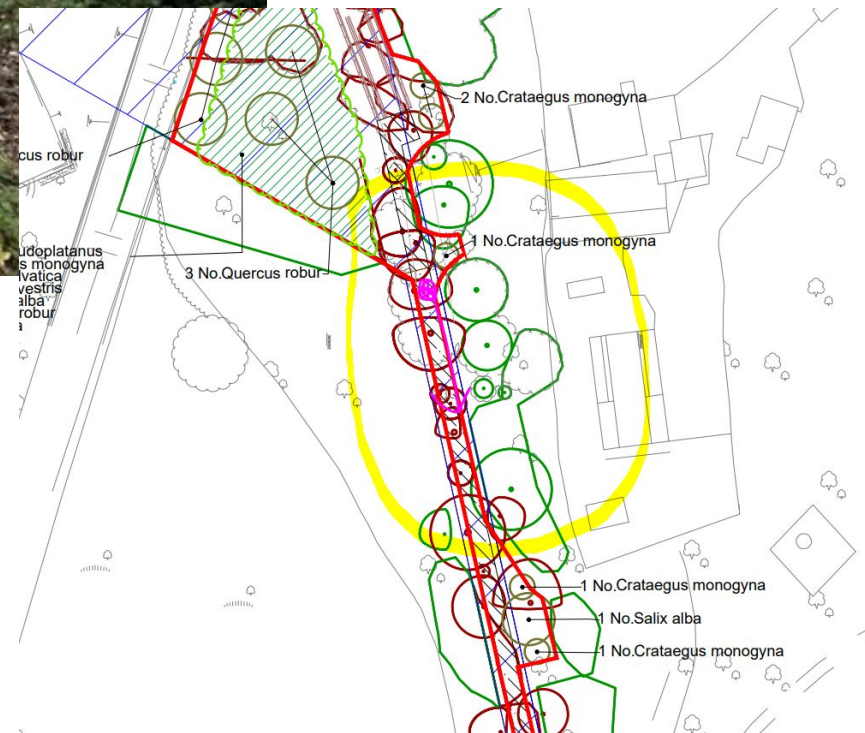 2 No.Crataegus monogyna
cus robur
1 No.Crataegus monogyna
udoplatanus
s monogyna
lvatica
vestris
alba
robur
a
3 No.Quercus robur
1 No.Crataegus monogyna
1 No.Salix alba
1 No.Crataegus monogyna